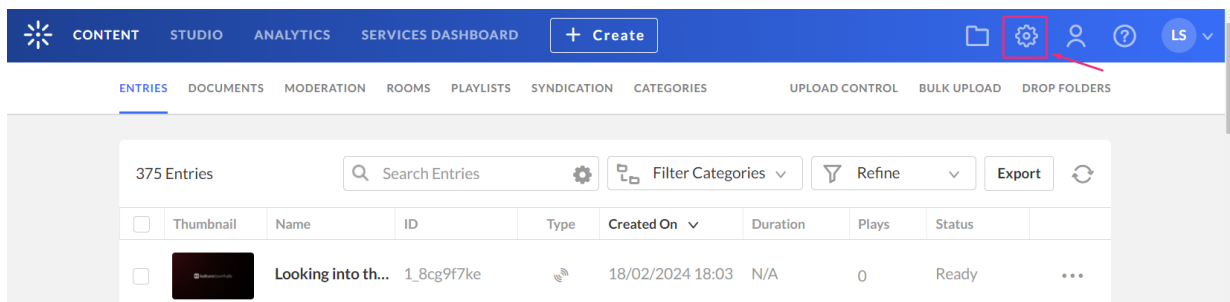 CONTENT STUDIO ANALYTICS SERVICES DASHBOARD + Create LS
ENTRIES DOCUMENTS MODERATION ROOMS PLAYLISTS SYNDICATION CATEGORIES UPLOAD CONTROL BULK UPLOAD DROP FOLDERS
375 Entries Search Entries Filter Categories Refine Export
Thumbnail Name ID Type Created On Duration Plays Status
Looking into th... 1_8cg9f7ke 18/02/2024 18:03 N/A 0 Ready